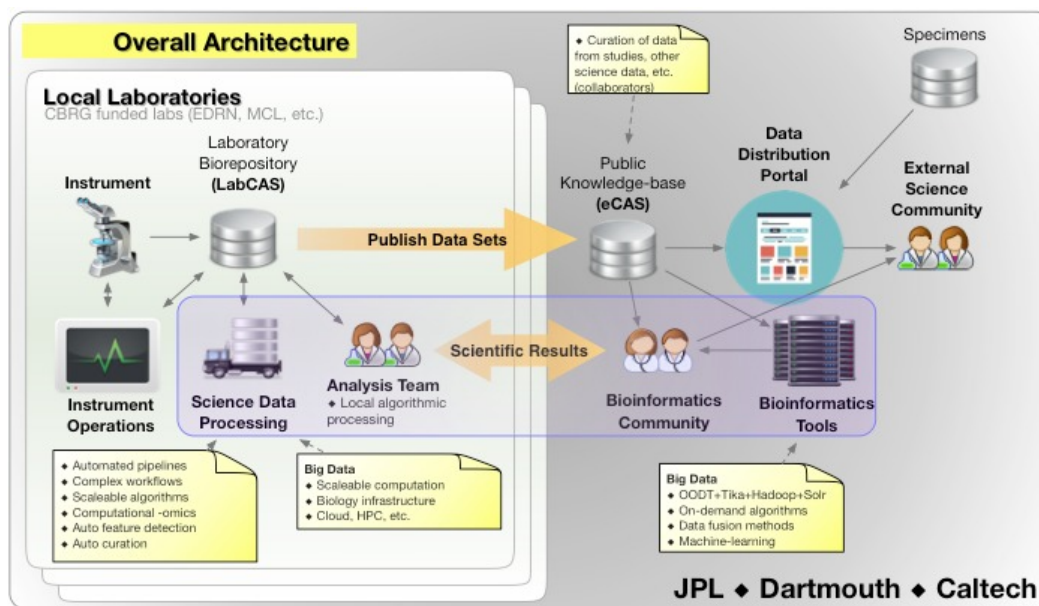 Overall Architecture
Local Laboratories
CBRG funded labs (EDRN, MCL, etc.)
Instrument
Laboratory
Biorepository
(LabCAS)
Publish Data Sets
◆ Curation of data
from studies, other
science data, etc.
(collaborators)
Specimens
Public
Knowledge-base
(eCAS)
Data
Distribution
Portal
External
Science
Community
Instrument
Operations
Science Data
Processing
Analysis Team
◆ Local algorithmic
processing
Scientific Results
Bioinformatics
Community
Bioinformatics
Tools
◆ Automated pipelines
◆ Complex workflows
◆ Scaleable algorithms
◆ Computational -omics
◆ Auto feature detection
◆ Auto curation
Big Data
◆ Scaleable computation
◆ Biology infrastructure
◆ Cloud, HPC, etc.
Big Data
◆ OODT+Tika+Hadoop+Solr
◆ On-demand algorithms
◆ Data fusion methods
◆ Machine-learning
JPL ◆ Dartmouth ◆ Caltech